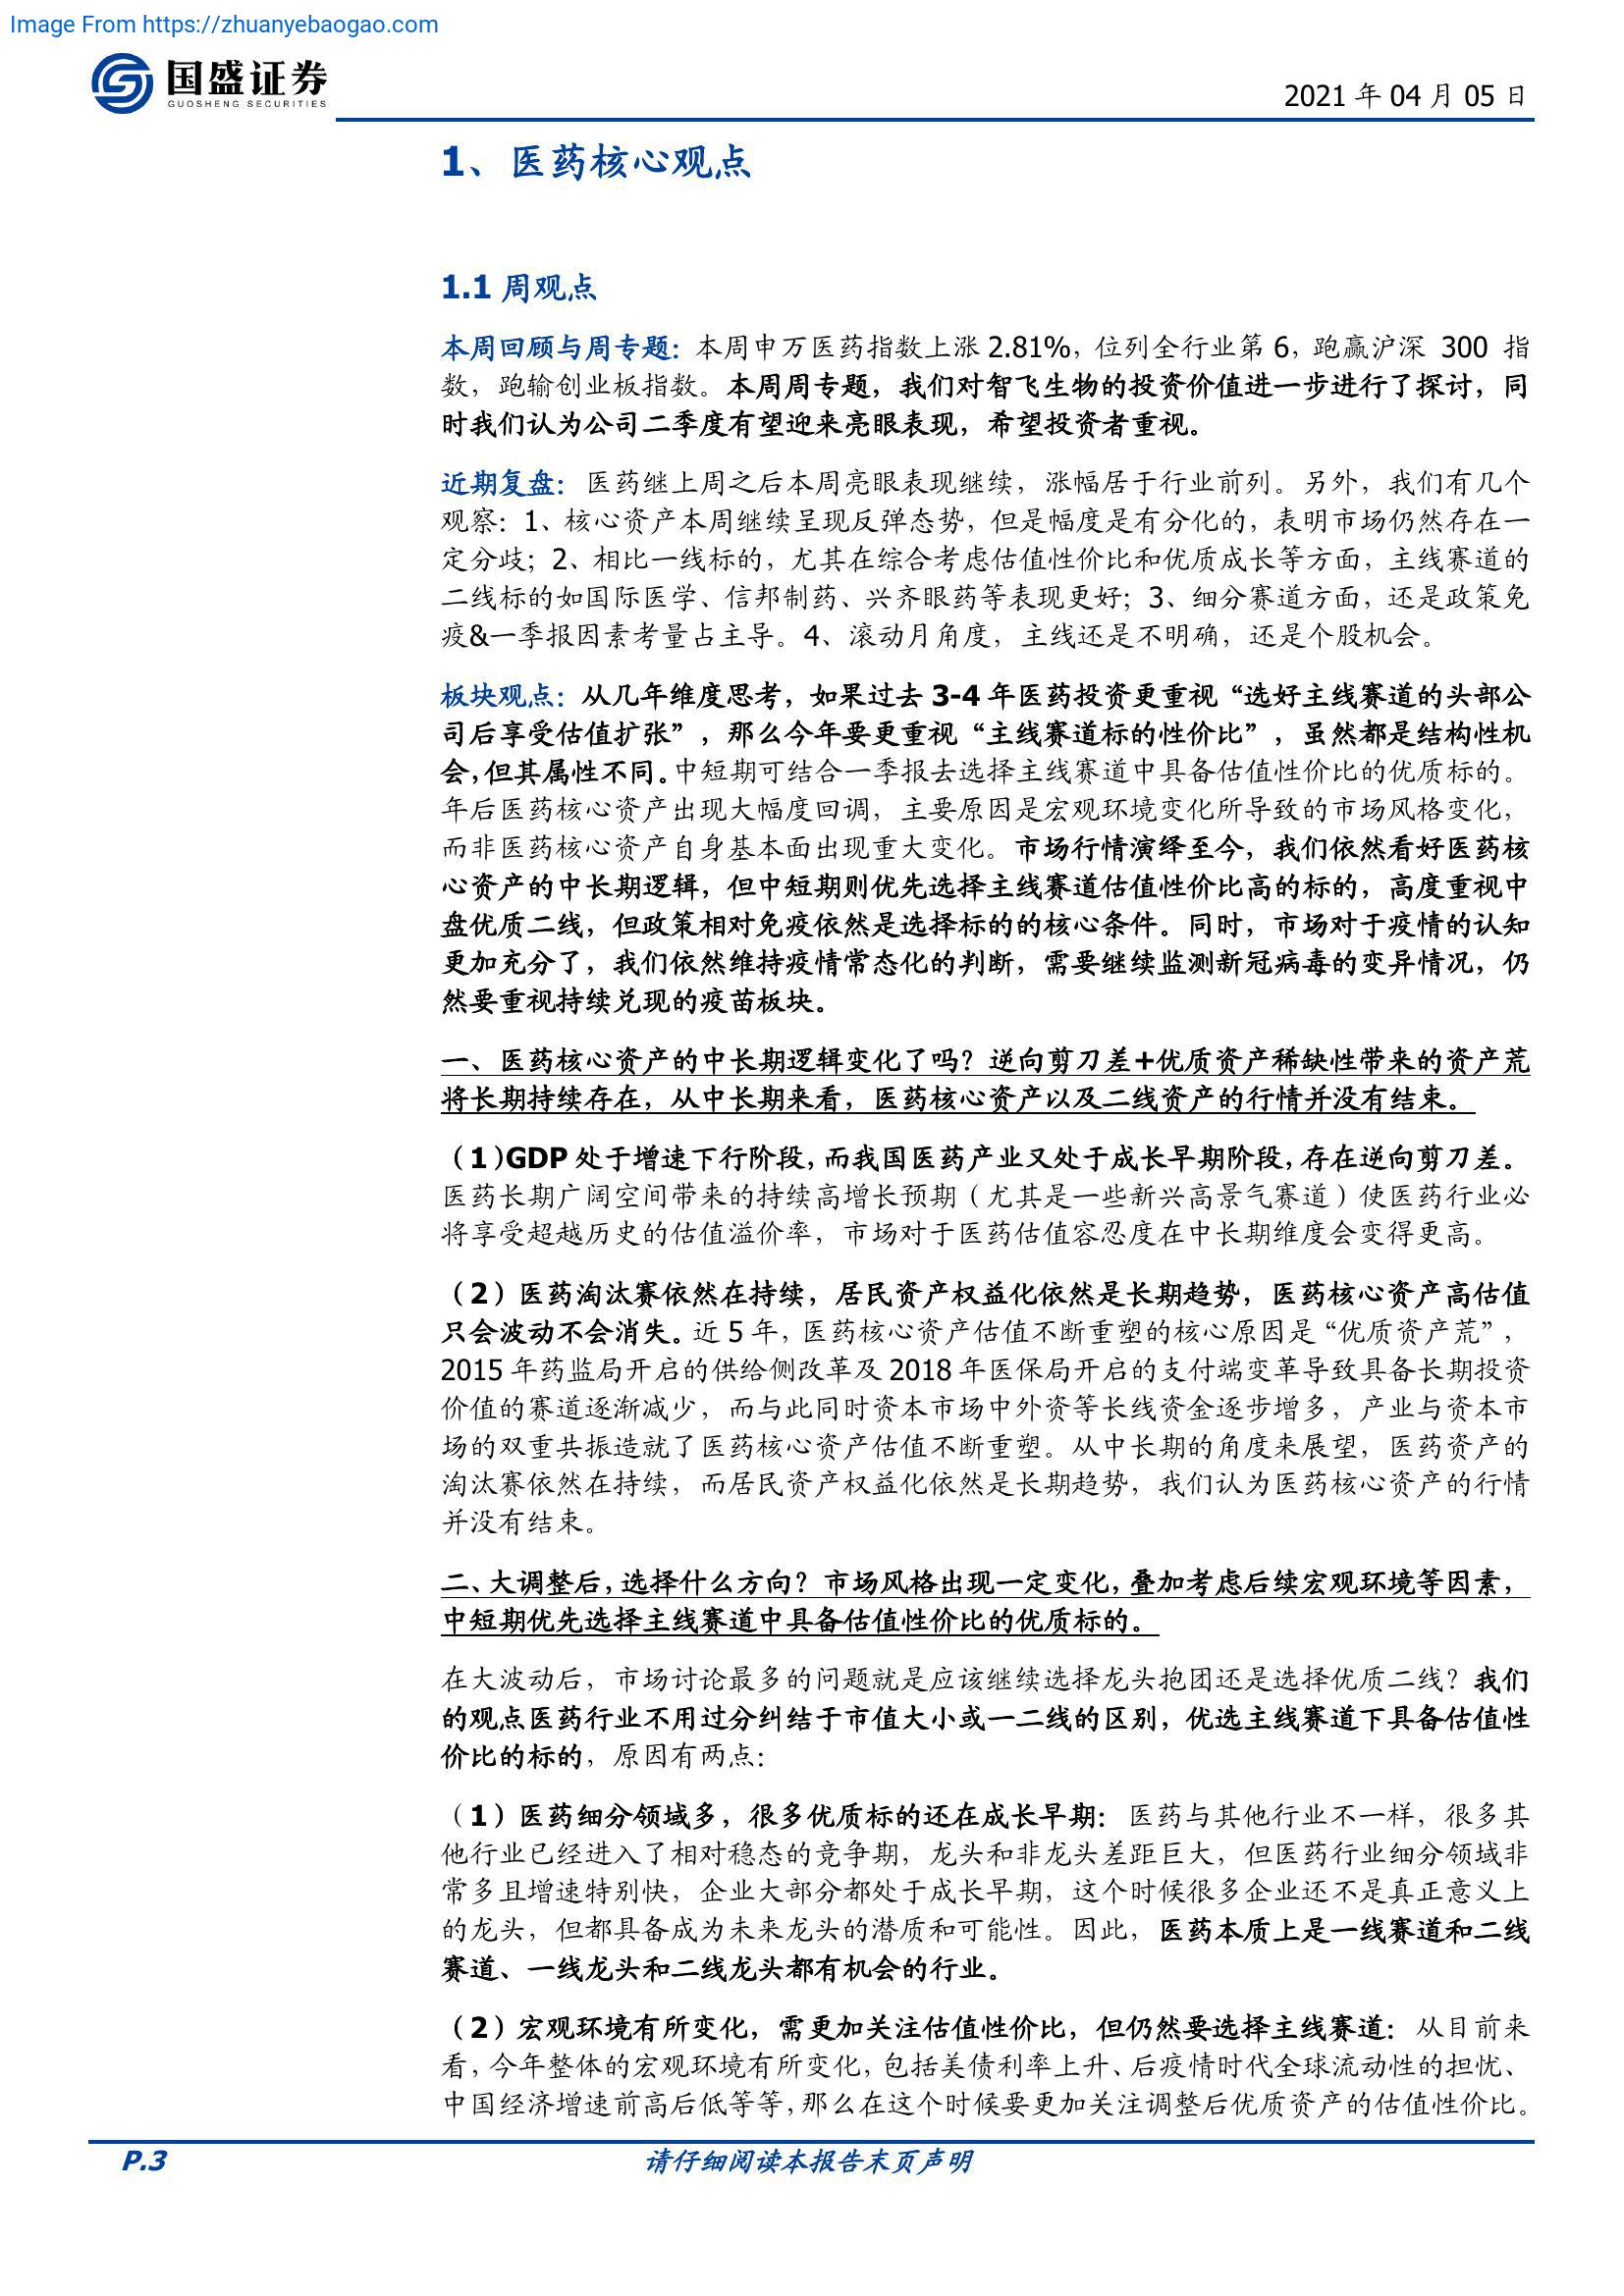 Image From https://zhuanyebaogao.com
国盛证券
GUOSHENG SECURITIES
2021 年 04 月 05 日
1、医药核心观点
1.1 周观点
本周回顾与周专题：本周申万医药指数上涨 2.81%，位列全行业第 6，跑赢沪深 300 指
数，跑输创业板指数。本周周专题，我们对智飞生物的投资价值进一步进行了探讨，同
时我们认为公司二季度有望迎来亮眼表现，希望投资者重视。
近期复盘：医药继上周之后本周亮眼表现继续，涨幅居于行业前列。另外，我们有几个
观察：1、核心资产本周继续呈现反弹态势，但是幅度是有分化的，表明市场仍然存在一
定分歧；2、相比一线标的，尤其在综合考虑估值性价比和优质成长等方面，主线赛道的
二线标的如国际医学、信邦制药、兴齐眼药等表现更好；3、细分赛道方面，还是政策免
疫&一季报因素考量占主导。4、滚动月角度，主线还是不明确，还是个股机会。
板块观点：从几年维度思考，如果过去 3-4 年医药投资更重视“选好主线赛道的头部公
司后享受估值扩张”，那么今年要更重视“主线赛道标的性价比”，虽然都是结构性机
会，但其属性不同。中短期可结合一季报去选择主线赛道中具备估值性价比的优质标的。
年后医药核心资产出现大幅度回调，主要原因是宏观环境变化所导致的市场风格变化，
而非医药核心资产自身基本面出现重大变化。市场行情演绎至今，我们依然看好医药核
心资产的中长期逻辑，但中短期则优先选择主线赛道估值性价比高的标的，高度重视中
盘优质二线，但政策相对免疫依然是选择标的的核心条件。同时，市场对于疫情的认知
更加充分了，我们依然维持疫情常态化的判断，需要继续监测新冠病毒的变异情况，仍
然要重视持续兑现的疫苗板块。
一、医药核心资产的中长期逻辑变化了吗？逆向剪刀差+优质资产稀缺性带来的资产荒
将长期持续存在，从中长期来看，医药核心资产以及二线资产的行情并没有结束。
（1）GDP 处于增速下行阶段，而我国医药产业又处于成长早期阶段，存在逆向剪刀差。
医药长期广阔空间带来的持续高增长预期（尤其是一些新兴高景气赛道）使医药行业必
将享受超越历史的估值溢价率，市场对于医药估值容忍度在中长期维度会变得更高。
（2）医药淘汰赛依然在持续，居民资产权益化依然是长期趋势，医药核心资产高估值
只会波动不会消失。近 5 年，医药核心资产估值不断重塑的核心原因是“优质资产荒”，
2015 年药监局开启的供给侧改革及 2018 年医保局开启的支付端变革导致具备长期投资
价值的赛道逐渐减少，而与此同时资本市场中外资等长线资金逐步增多，产业与资本市
场的双重共振造就了医药核心资产估值不断重塑。从中长期的角度来展望，医药资产的
淘汰赛依然在持续，而居民资产权益化依然是长期趋势，我们认为医药核心资产的行情
并没有结束。
二、大调整后，选择什么方向？市场风格出现一定变化，叠加考虑后续宏观环境等因素，
中短期优先选择主线赛道中具备估值性价比的优质标的。
在大波动后，市场讨论最多的问题就是应该继续选择龙头抱团还是选择优质二线？我们
的观点医药行业不用过分纠结于市值大小或一二线的区别，优选主线赛道下具备估值性
价比的标的，原因有两点：
（1）医药细分领域多，很多优质标的还在成长早期：医药与其他行业不一样，很多其
他行业已经进入了相对稳态的竞争期，龙头和非龙头差距巨大，但医药行业细分领域非
常多且增速特别快，企业大部分都处于成长早期，这个时候很多企业还不是真正意义上
的龙头，但都具备成为未来龙头的潜质和可能性。因此，医药本质上是一线赛道和二线
赛道、一线龙头和二线龙头都有机会的行业。
（2）宏观环境有所变化，需更加关注估值性价比，但仍然要选择主线赛道：从目前来
看，今年整体的宏观环境有所变化，包括美债利率上升、后疫情时代全球流动性的担忧、
中国经济增速前高后低等等，那么在这个时候要更加关注调整后优质资产的估值性价比。
P.3
请仔细阅读本报告末页声明